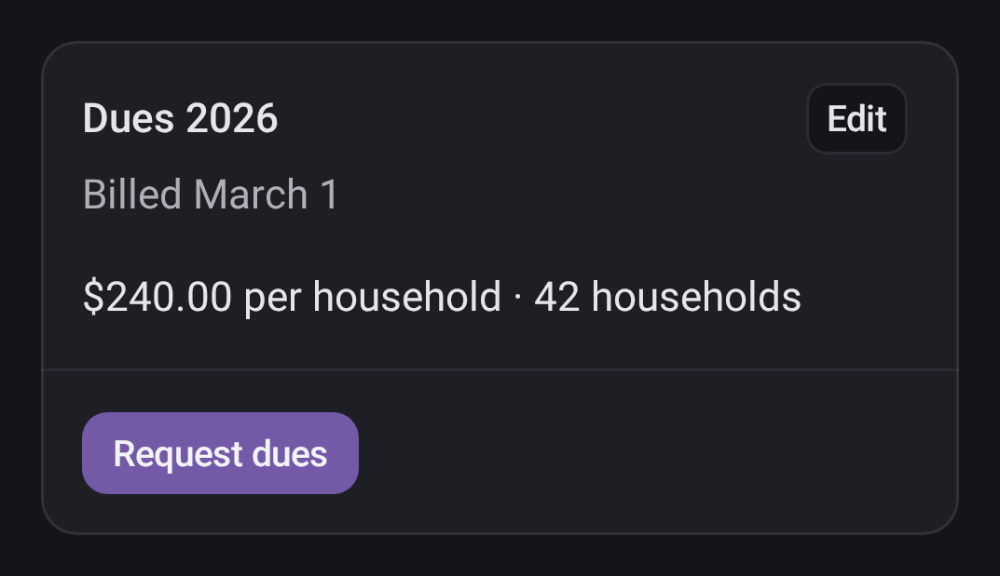 Dues 2026
Edit
Billed March 1
$240.00 per household · 42 households
Request dues